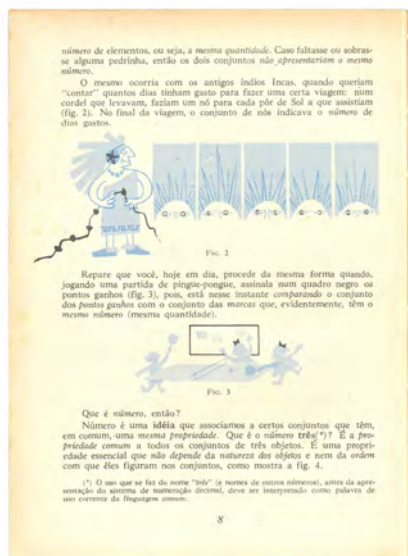 número de elementos, ou seja, a mesma quantidade. Caso faltasse ou sobras-
se alguma pedrinha, então os dois conjuntos não apresentariam o mesmo
número.
O mesmo ocorria com os antigos índios Incas, quando queriam
"contar" quantos dias tinham gasto para fazer uma certa viagem: num
cordel que levavam, faziam um nó para cada pôr de Sol a que assistiam
(fig. 2). No final da viagem, o conjunto de nós indicava o número de
dias gastos.
Fig. 2
Repare que você, hoje em dia, procede da mesma forma quando,
jogando uma partida de pingue-pongue, assinala num quadro negro os
pontos ganhos (fig. 3), pois, está nesse instante comparando o conjunto
dos pontos ganhos com o conjunto das marcas que, evidentemente, têm o
mesmo número (mesma quantidade).
Fig. 3
Que é número, então?
Número é uma idéia que associamos a certos conjuntos que têm,
em comum, uma mesma propriedade. Que é o número três(*)? É a pro-
priedade comum a todos os conjuntos de três objetos. É uma propri-
edade essencial que não depende da natureza dos objetos e nem da ordem
com que êles figuram nos conjuntos, como mostra a fig. 4.
(*) O uso que se faz do nome "três" (e nomes de outros números), antes da apre-
sentação do sistema de numeração decimal, deve ser interpretado como palavra de
uso corrente da linguagem comum.
8